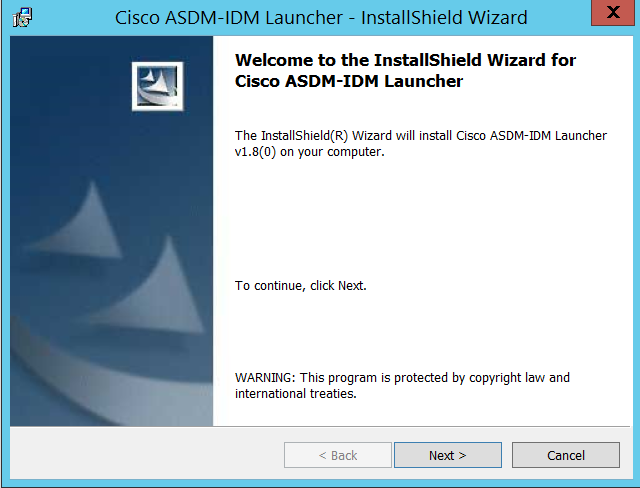 Cisco ASDM-IDM Launcher - InstallShield Wizard
X
Welcome to the InstallShield Wizard for
Cisco ASDM-IDM Launcher
The InstallShield(R) Wizard will install Cisco ASDM-IDM Launcher
v1.8(0) on your computer.
To continue, click Next.
WARNING: This program is protected by copyright law and
international treaties.
< Back
Next >
Cancel